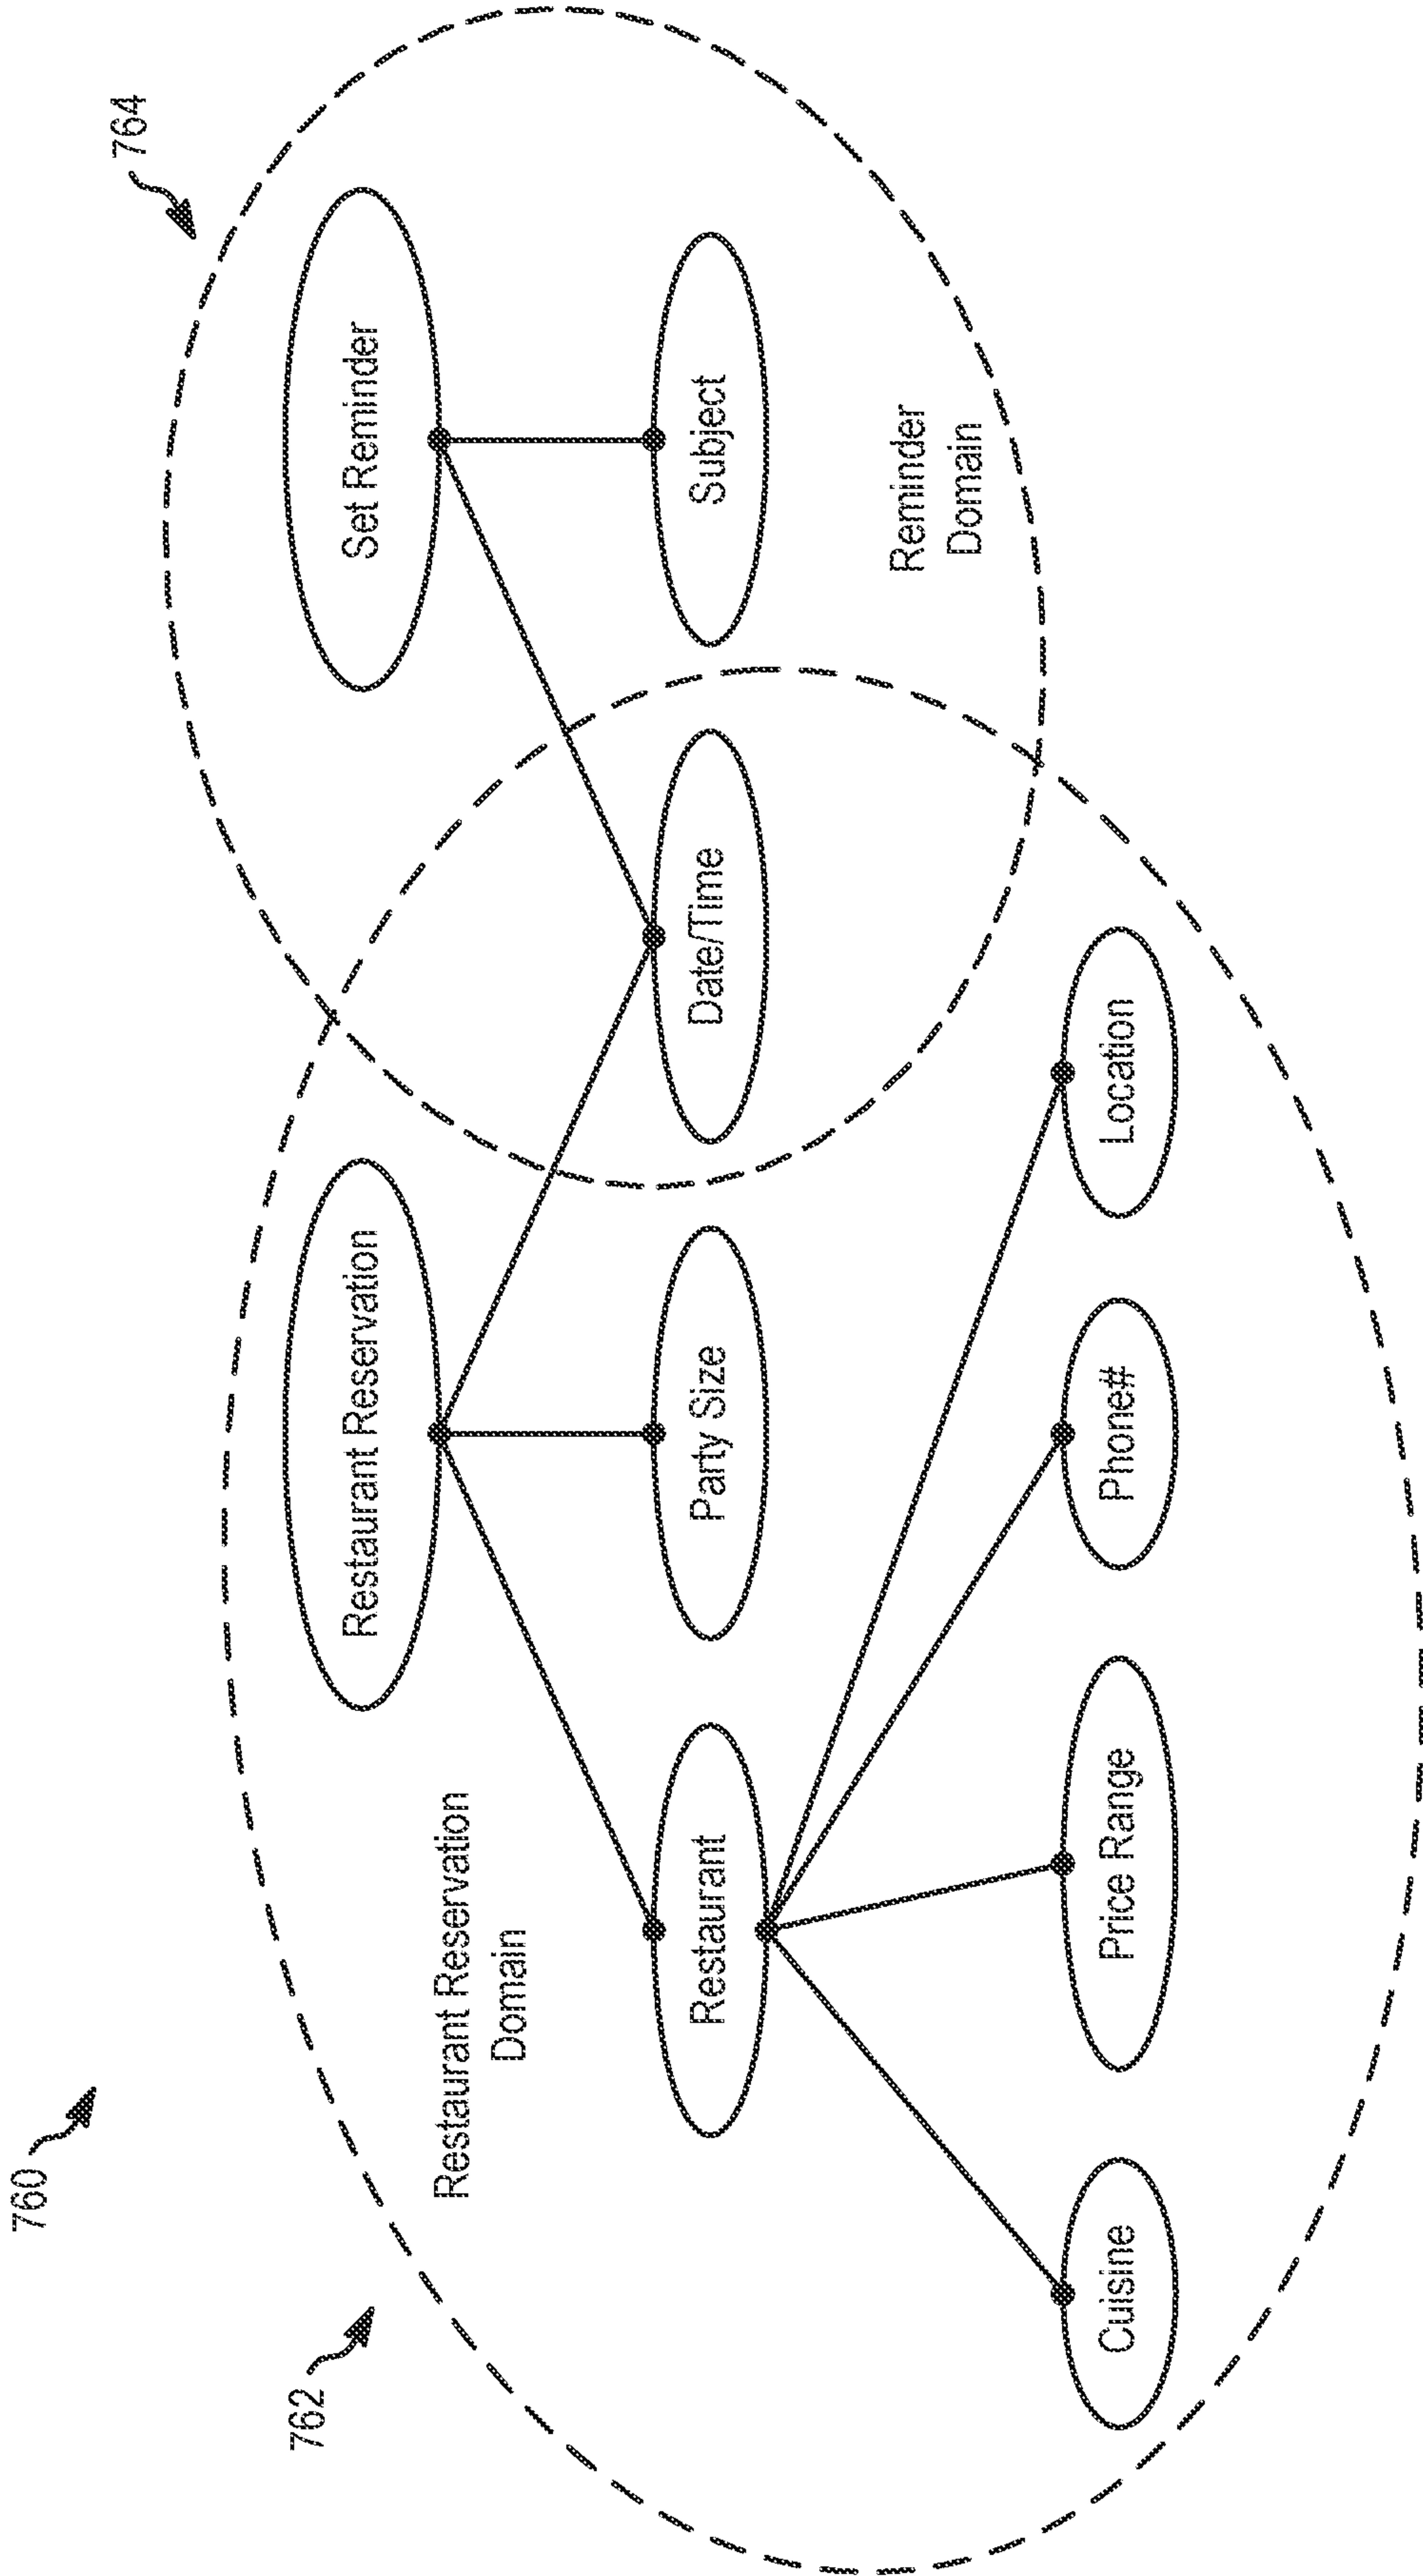 760
762
764
Restaurant Reservation
Set Reminder
Restaurant Reservation
Domain
Restaurant
Party Size
Date/Time
Subject
Reminder
Domain
Cuisine
Price Range
Phone#
Location